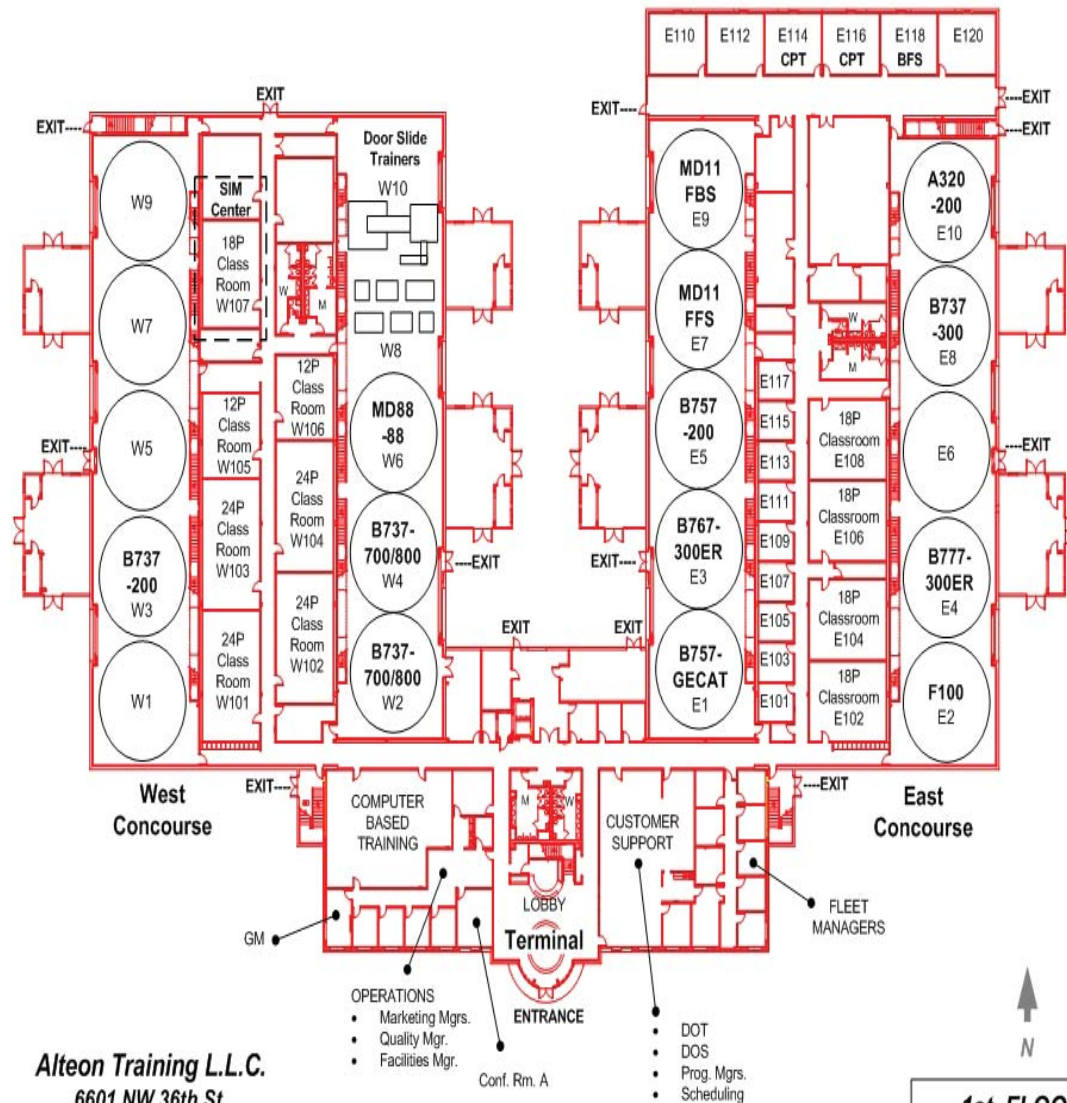 E110
E112
E114
CPT
E116
CPT
E118
BFS
E120
EXIT
EXIT----
EXIT----
----EXIT
----EXIT
Door Slide
Trainers
W10
W9
SIM
Center
18P
Class
Room
W107
W
M
W7
W8
12P
Class
Room
W106
MD88
-88
W6
12P
Class
Room
W105
W5
EXIT----
24P
Class
Room
W104
24P
Class
Room
W103
B737
-200
W3
B737-
700/800
W4
----EXIT
24P
Class
Room
W102
24P
Class
Room
W101
W1
B737-
700/800
W2
MD11
FBS
E9
A320
-200
E10
MD11
FFS
E7
B737
-300
E8
W
M
E117
E115
E113
E111
E109
E107
E105
E103
E101
B757
-200
E5
18P
Classroom
E108
E6
----EXIT
18P
Classroom
E106
B767-
300ER
E3
EXIT----
B777-
300ER
E4
18P
Classroom
E104
EXIT
EXIT
B757-
GECAT
E1
18P
Classroom
E102
F100
E2
West
Concourse
EXIT----
----EXIT
East
Concourse
COMPUTER
BASED
TRAINING
M
W
CUSTOMER
SUPPORT
LOBBY
Terminal
GM
FLEET
MANAGERS
ENTRANCE
OPERATIONS
• Marketing Mgrs.
• Quality Mgr.
• Facilities Mgr.
Conf. Rm. A
• DOT
• DOS
• Prog. Mgrs.
• Scheduling
N
Alteon Training L.L.C.
6601 NW 36th St
1st FLOO